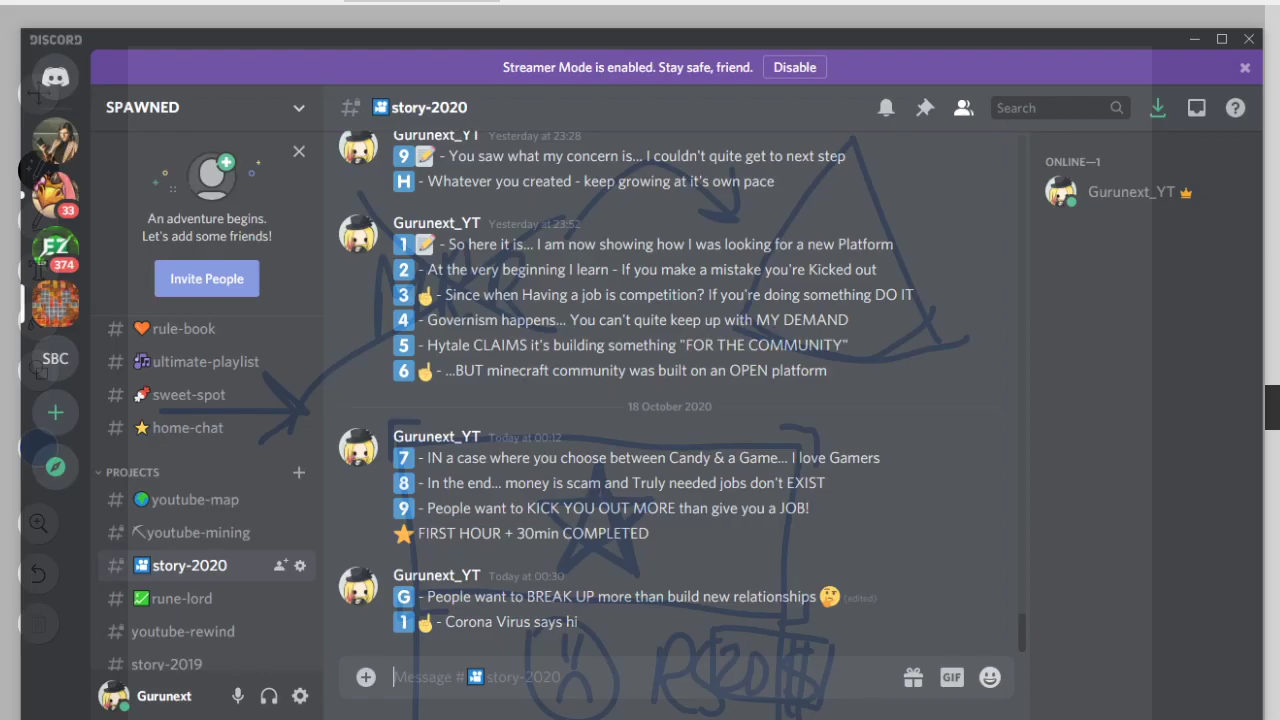 DISCORD
Streamer Mode is enabled. Stay safe, friend. Disable
SPAWNED
story-2020
Search
Gurunext_YT Yesterday at 23:28
9 - You saw what my concern is... I couldn't quite get to next step
H - Whatever you created - keep growing at it's own pace
Gurunext_YT Yesterday at 23:52
1 - So here it is... I am now showing how I was looking for a new Platform
2 - At the very beginning I learn - If you make a mistake you're Kicked out
3 - Since when Having a job is competition? If you're doing something DO IT
4 - Governism happens... You can't quite keep up with MY DEMAND
5 - Hytale CLAIMS it's building something "FOR THE COMMUNITY"
6 - ...BUT minecraft community was built on an OPEN platform
18 October 2020
Gurunext_YT Today at 00:12
7 - IN a case where you choose between Candy & a Game... I love Gamers
8 - In the end... money is scam and Truly needed jobs don't EXIST
9 - People want to KICK YOU OUT MORE than give you a JOB!
FIRST HOUR + 30min COMPLETED
Gurunext_YT Today at 00:30
G - People want to BREAK UP more than build new relationships (edited)
1 - Corona Virus says hi
Message # story-2020
GIF
ONLINE—1
Gurunext_YT
33
EZ
374
SBC
An adventure begins.
Let's add some friends!
Invite People
# rule-book
# ultimate-playlist
# sweet-spot
# home-chat
PROJECTS
# youtube-map
# youtube-mining
# story-2020
# rune-lord
# youtube-rewind
# story-2019
Gurunext